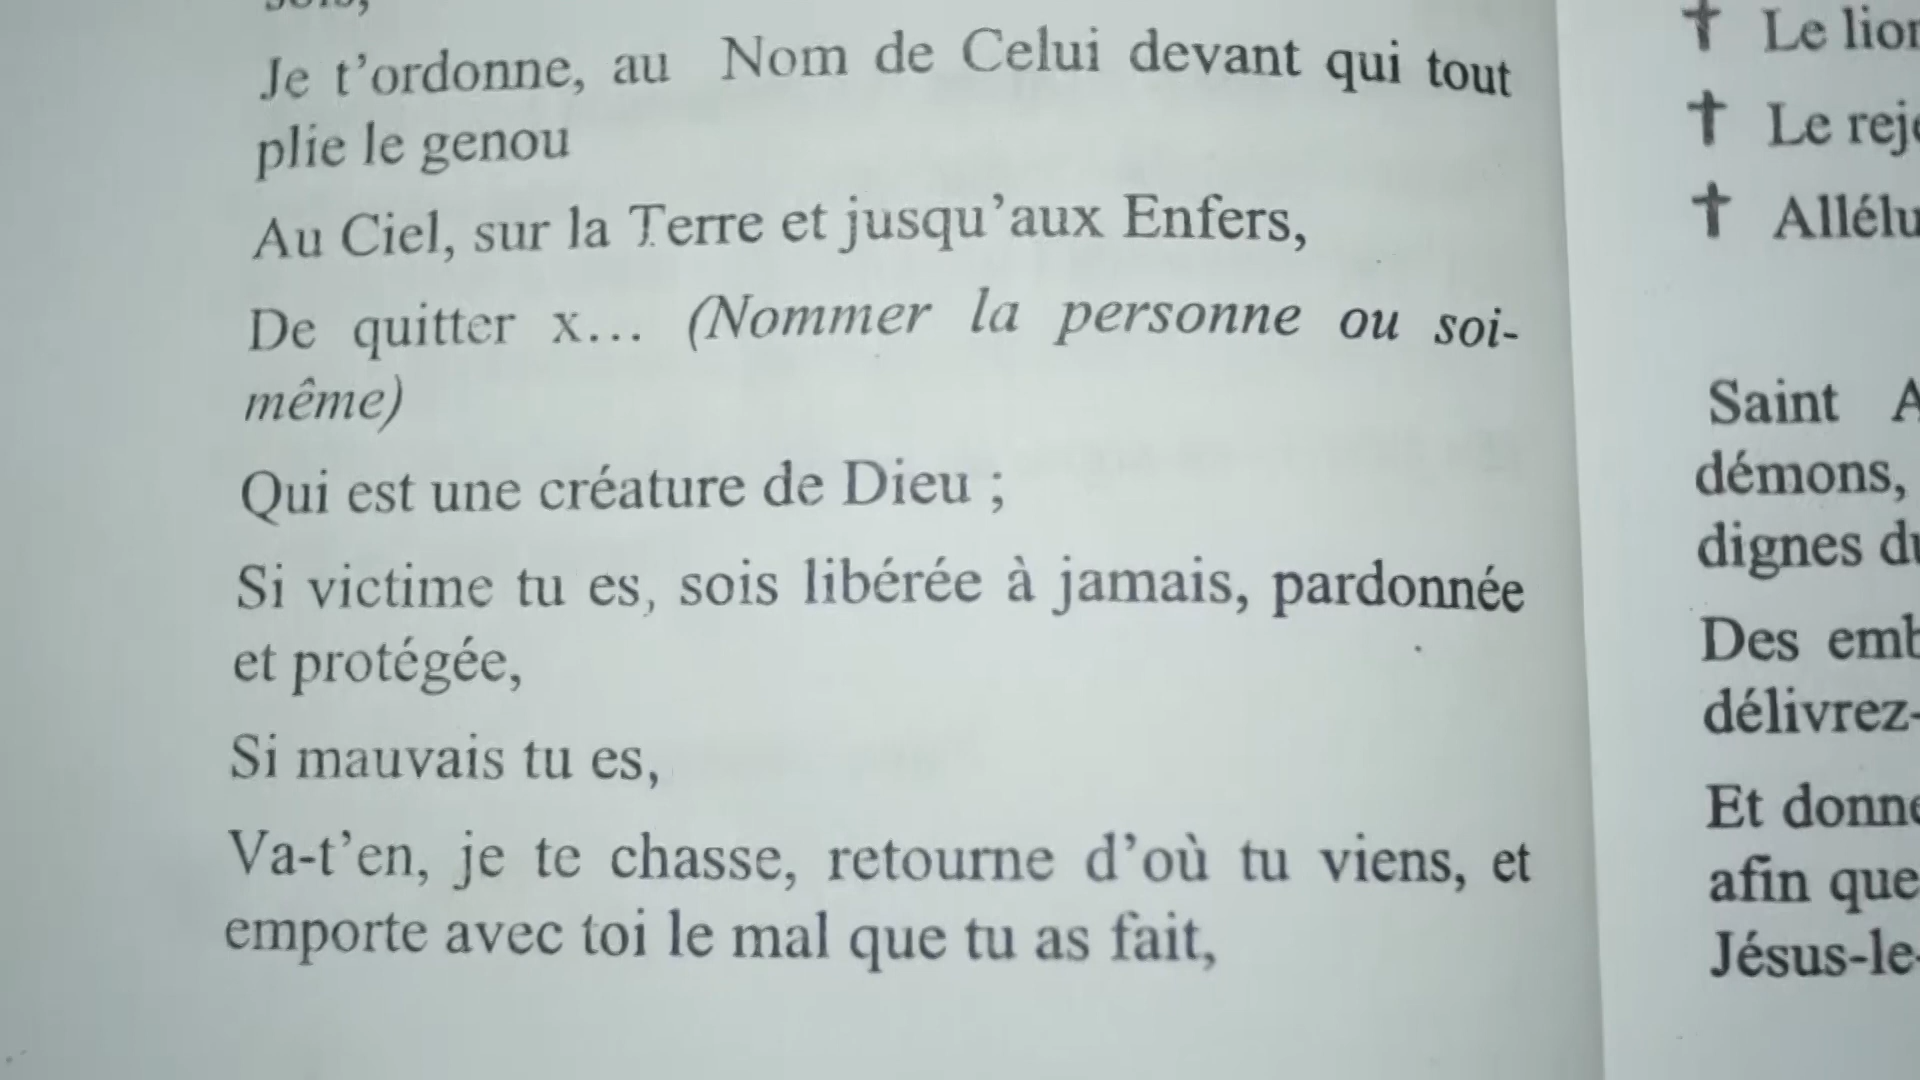 Je t’ordonne, au Nom de Celui devant qui tout
plie le genou
Au Ciel, sur la Terre et jusqu’aux Enfers,
De quitter x... (Nommer la personne ou soi-
même)
Qui est une créature de Dieu ;
Si victime tu es, sois libérée à jamais, pardonnée
et protégée,
Si mauvais tu es,
Va-t’en, je te chasse, retourne d’où tu viens, et
emporte avec toi le mal que tu as fait,
✝ Le
✝ Le
✝
Saint
démons,
dignes
Des
délivrez-
Et
afin que
Jésus-le-